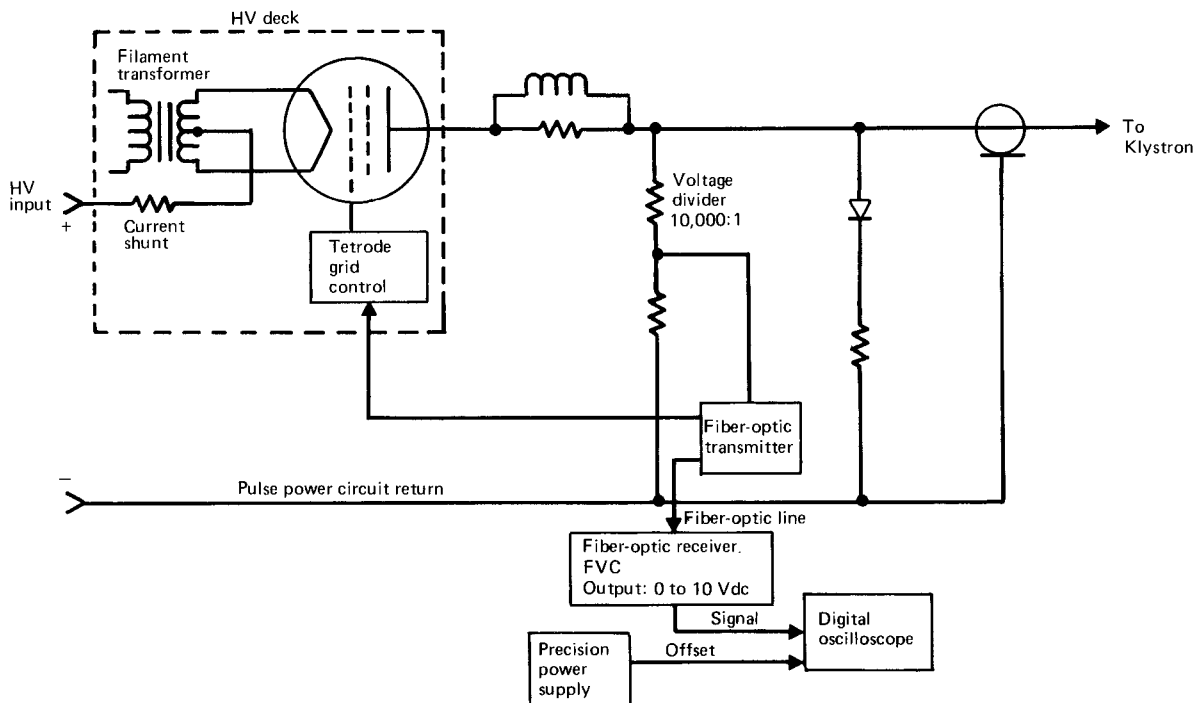 HV deck
Filament
transformer
HV
input
+
Current
shunt
Tetrode
grid
control
Voltage
divider
10,000:1
To
Klystron
Fiber-optic
transmitter
−
Pulse power circuit return
Fiber-optic line
Fiber-optic receiver.
FVC
Output: 0 to 10 Vdc
Signal
Digital
oscilloscope
Precision
power
supply
Offset